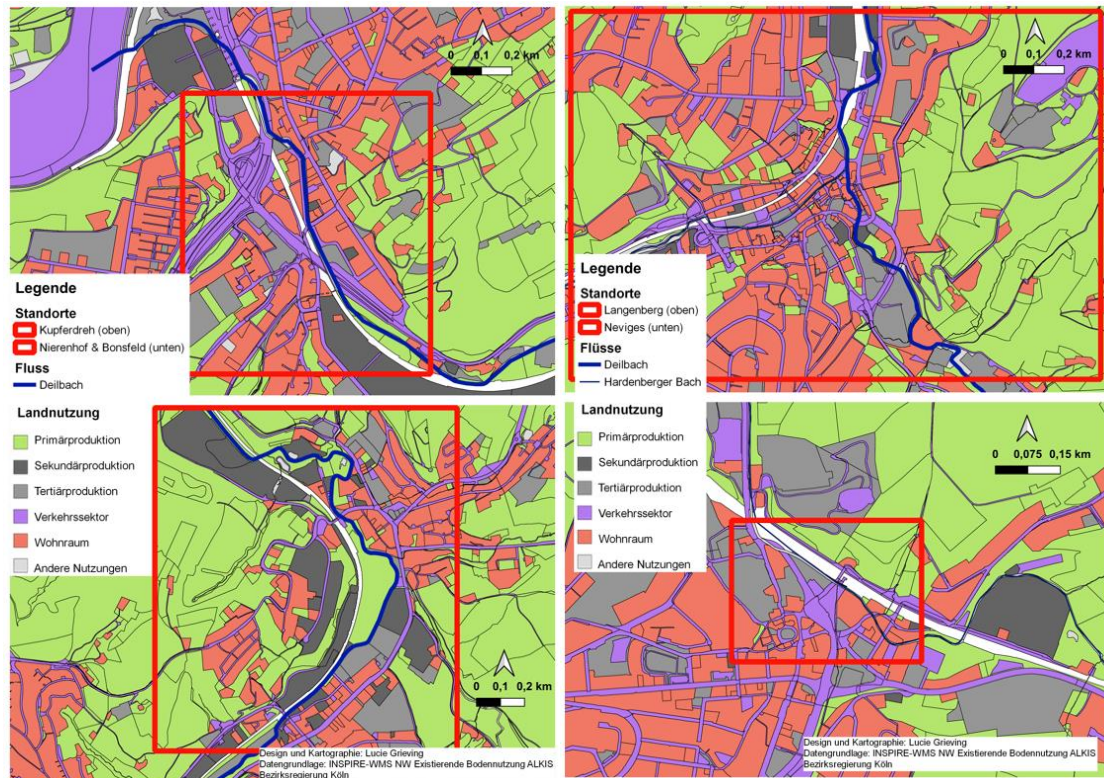 0 0,1 0,2 km
Legende
Standorte
Kupferdreh (oben)
Nierenhof & Bonsfeld (unten)
Fluss
Deilbach
Landnutzung
Primärproduktion
Sekundärproduktion
Tertiärproduktion
Verkehrssektor
Wohnraum
Andere Nutzungen
0 0,1 0,2 km
Design und Kartographie: Lucie Grieving
Datengrundlage: INSPIRE-WMS NW Existierende Bodennutzung ALKIS
Bezirksregierung Köln
0 0,1 0,2 km
Legende
Standorte
Langenberg (oben)
Neviges (unten)
Flüsse
Deilbach
Hardenberger Bach
Landnutzung
Primärproduktion
Sekundärproduktion
Tertiärproduktion
Verkehrssektor
Wohnraum
Andere Nutzungen
0 0,075 0,15 km
Design und Kartographie: Lucie Grieving
Datengrundlage: INSPIRE-WMS NW Existierende Bodennutzung ALKIS
Bezirksregierung Köln